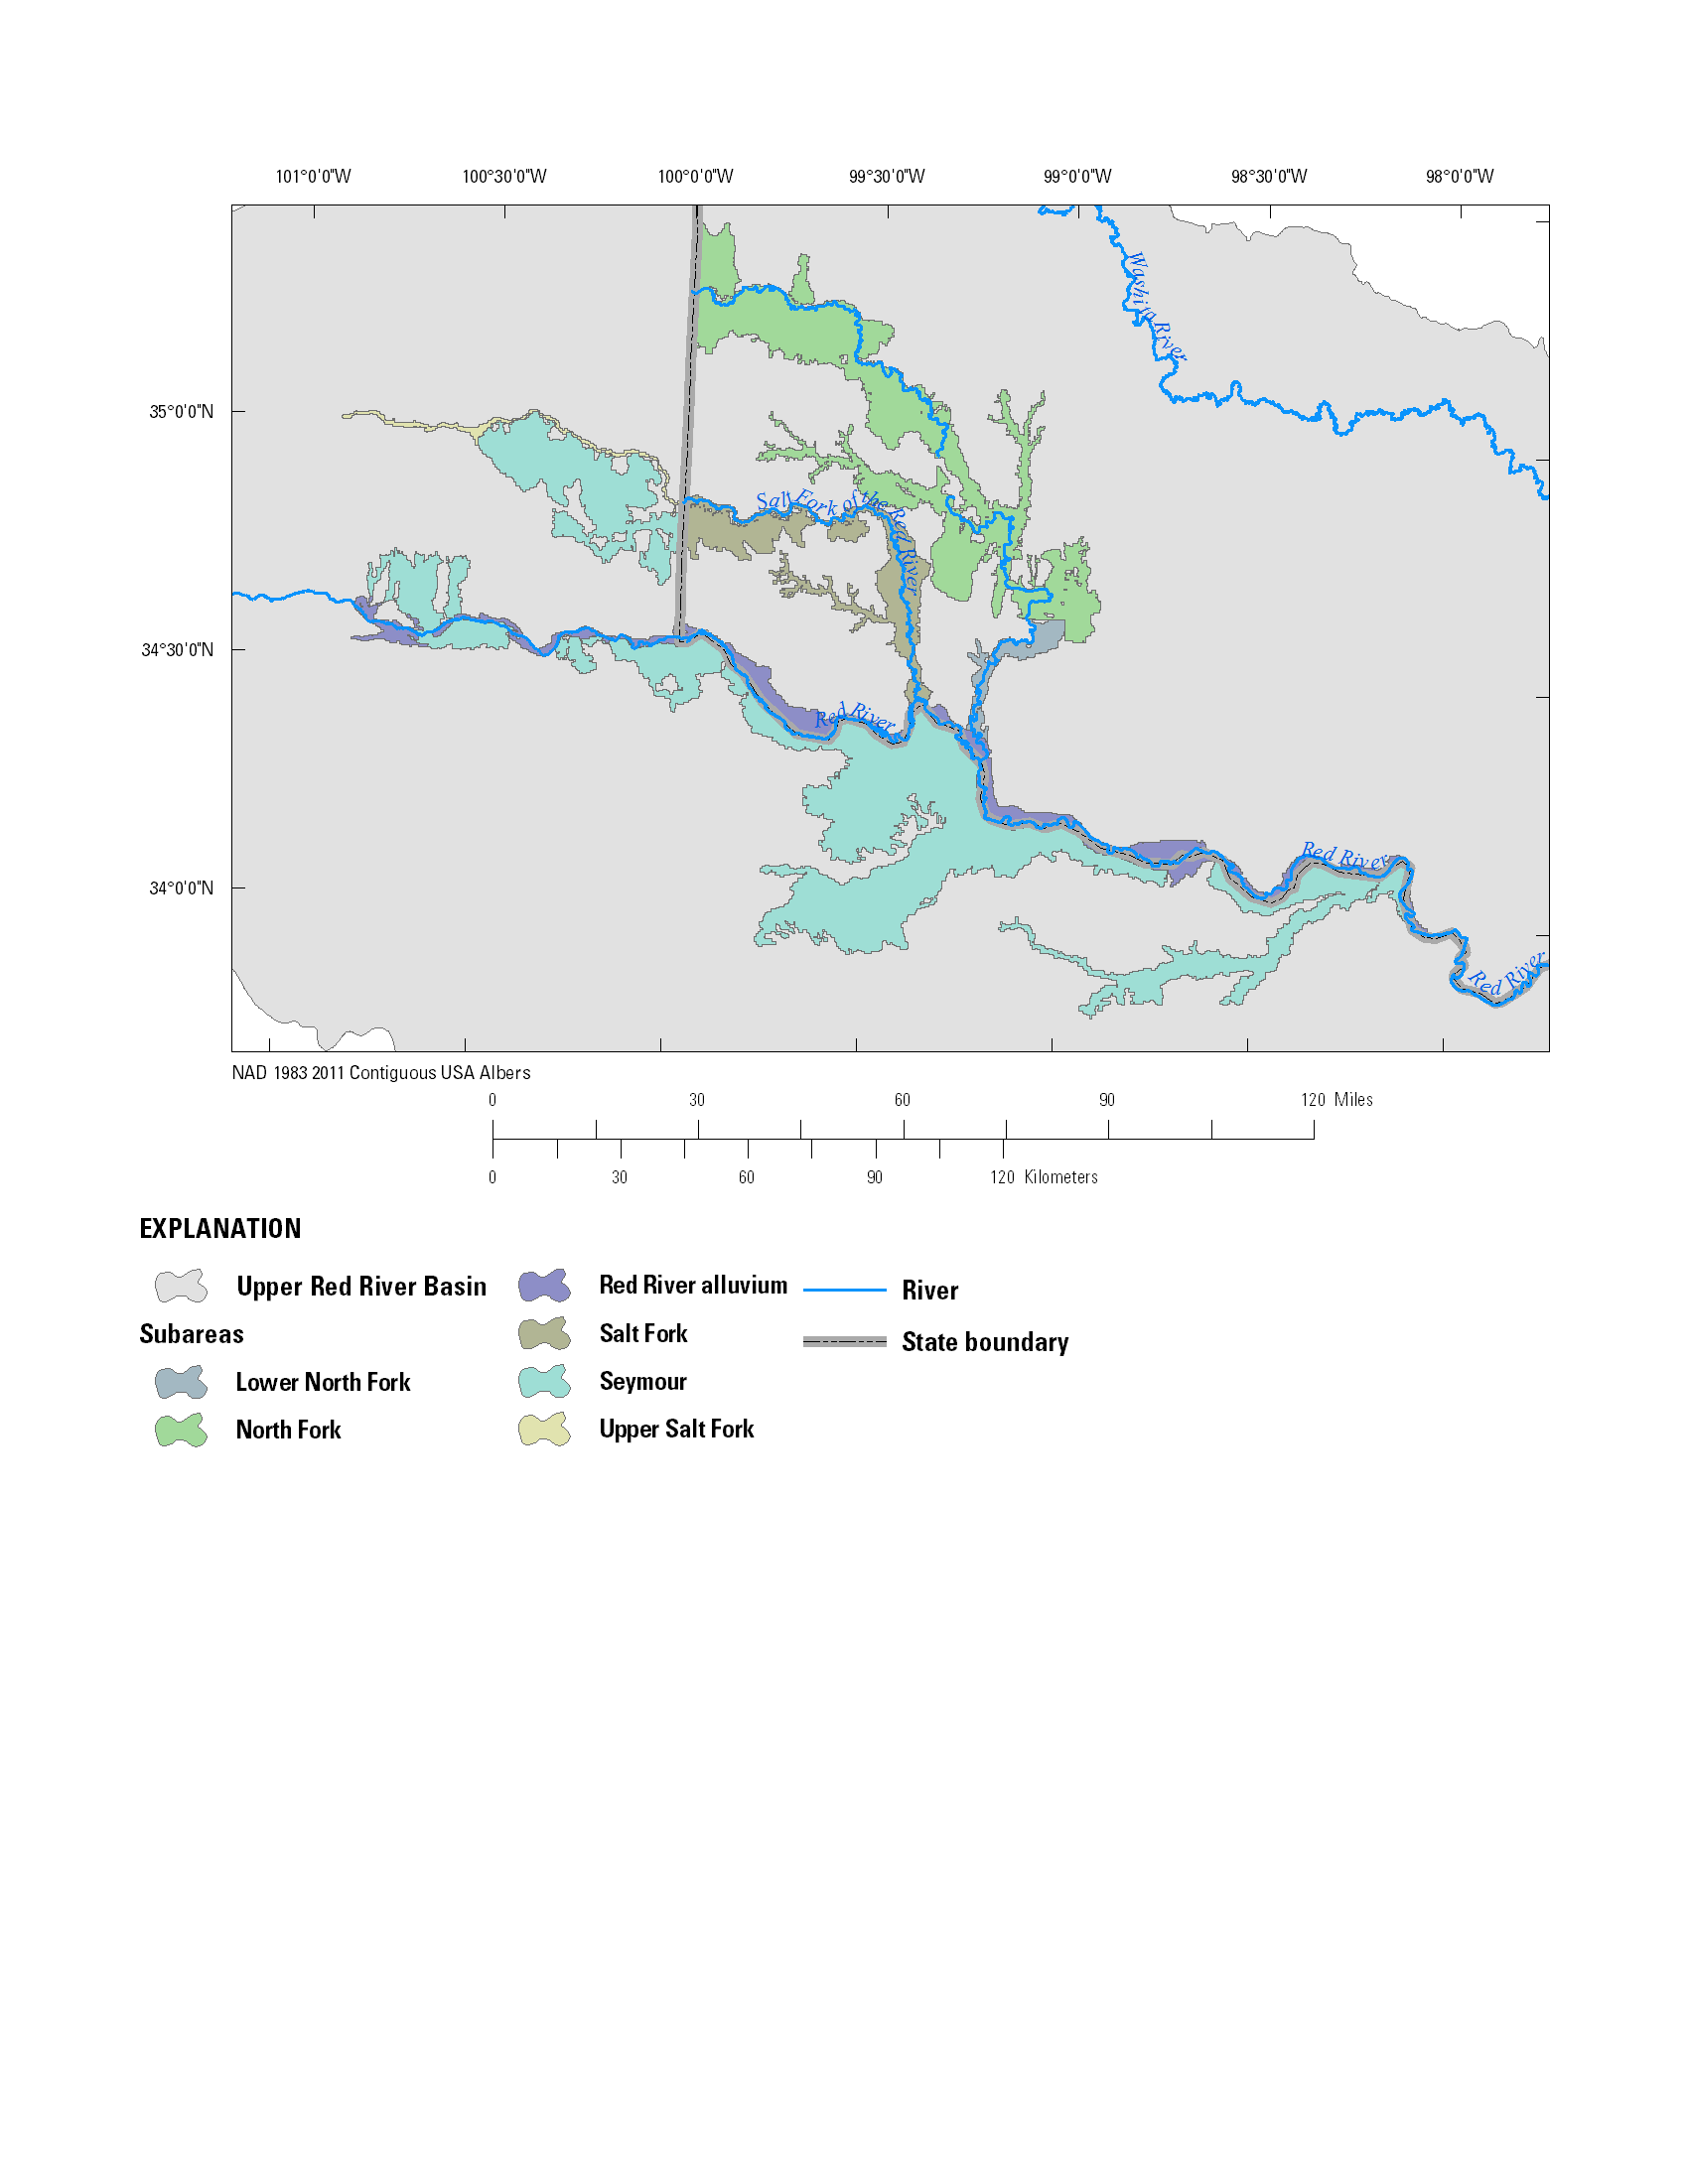 101°0'0"W 100°30'0"W 100°0'0"W 99°30'0"W 99°0'0"W 98°30'0"W 98°0'0"W
Washita River
35°0'0"N
Salt Fork of the Red River
34°30'0"N
Red River
Red River
34°0'0"N
Red River
NAD 1983 2011 Contiguous USA Albers
0 30 60 90 120 Miles
0 30 60 90 120 Kilometers
EXPLANATION
Upper Red River Basin
Subareas
Lower North Fork
North Fork
Red River alluvium
Salt Fork
Seymour
Upper Salt Fork
River
State boundary